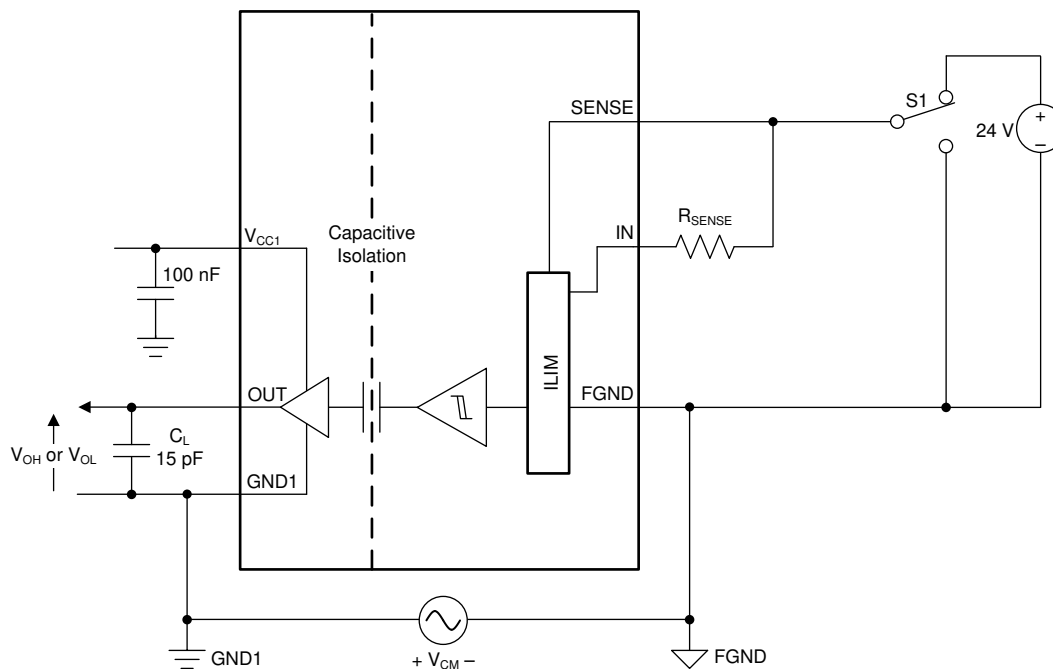 SENSE
S1
+
24 V
–
R_SENSE
IN
V_CC1
Capacitive
Isolation
100 nF
ILIM
OUT
FGND
C_L
15 pF
V_OH or V_OL
GND1
GND1
+ V_CM –
FGND